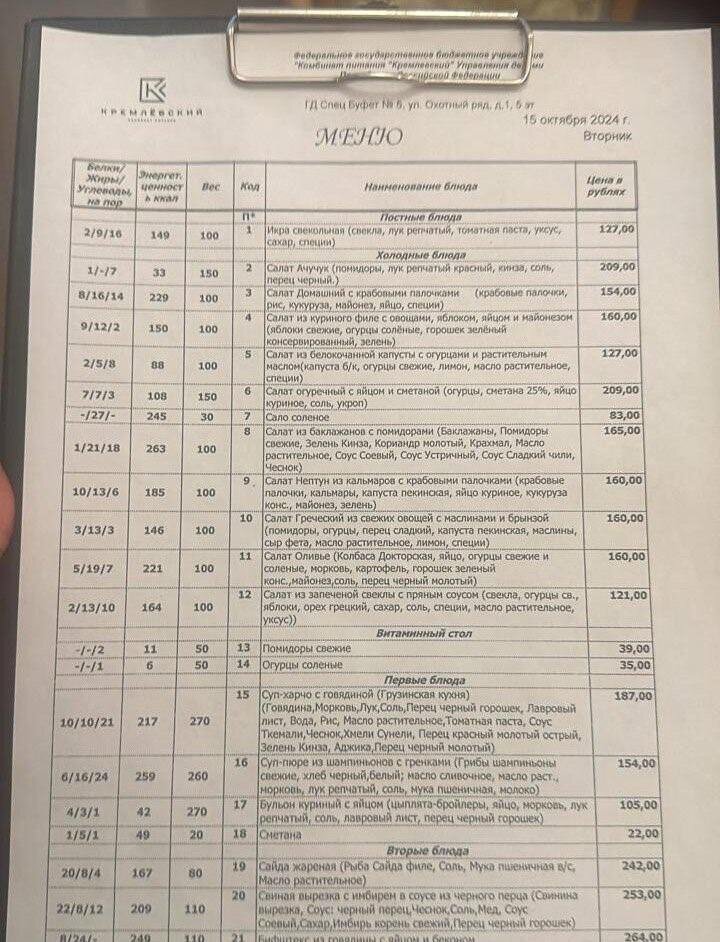 Федеральное государственное бюджетное учреждение
"Комбинат питания "Кремлевский" Управления делами
Российской Федерации
КРЕМЛЁВСКИЙ
ГД Спец Буфет № 5, ул. Охотный ряд, д.1, 5 эт
15 октября 2024 г.
МЕНЮ
Вторник
Белки/ Жиры/ Углеводы, на пор Энергет. ценност ь ккал Вес Код Наименование блюда Цена в рублях
П* Постные блюда
2/9/16 149 100 1 Икра свекольная (свекла, лук репчатый, томатная паста, уксус, 127,00
сахар, специи)
Холодные блюда
1/-/7 33 150 2 Салат Ачучук (помидоры, лук репчатый красный, кинза, соль, 209,00
перец черный.)
8/16/14 229 100 3 Салат Домашний с крабовыми палочками (крабовые палочки, 154,00
рис, кукуруза, майонез, яйцо, специи)
9/12/2 150 100 4 Салат из куриного филе с овощами, яблоком, яйцом и майонезом 160,00
(яблоки свежие, огурцы солёные, горошек зелёный
консервированный, зелень)
2/5/8 88 100 5 Салат из белокочанной капусты с огурцами и растительным 127,00
маслом(капуста б/к, огурцы свежие, лимон, масло растительное,
специи)
7/7/3 108 150 6 Салат огуречный с яйцом и сметаной (огурцы, сметана 25%, яйцо 209,00
куриное, соль, укроп)
-/27/- 245 30 7 Сало соленое 83,00
1/21/18 263 100 8 Салат из баклажанов с помидорами (Баклажаны, Помидоры 165,00
свежие, Зелень Кинза, Кориандр молотый, Крахмал, Масло
растительное, Соус Соевый, Соус Устричный, Соус Сладкий чили,
Чеснок)
10/13/6 185 100 9 Салат Нептун из кальмаров с крабовыми палочками (крабовые 160,00
палочки, кальмары, капуста пекинская, яйцо куриное, кукуруза
конс., майонез, зелень)
3/13/3 146 100 10 Салат Греческий из свежих овощей с маслинами и брынзой 160,00
(помидоры, огурцы, перец сладкий, капуста пекинская, маслины,
сыр фета, масло растительное, лимон, специи)
5/19/7 221 100 11 Салат Оливье (Колбаса Докторская, яйцо, огурцы свежие и 160,00
соленые, морковь, картофель, горошек зеленый
конс.,майонез,соль, перец черный молотый)
2/13/10 164 100 12 Салат из запеченой свеклы с пряным соусом (свекла, огурцы св., 121,00
яблоки, орех грецкий, сахар, соль, специи, масло растительное,
уксус))
Витаминный стол
-/-/2 11 50 13 Помидоры свежие 39,00
-/-/1 6 50 14 Огурцы соленые 35,00
Первые блюда
10/10/21 217 270 15 Суп-харчо с говядиной (Грузинская кухня) 187,00
(Говядина,Морковь,Лук,Соль,Перец черный горошек, Лавровый
лист, Вода, Рис, Масло растительное,Томатная паста, Соус
Ткемали,Чеснок,Хмели Сунели, Перец красный молотый острый,
Зелень Кинза, Аджика,Перец черный молотый)
6/16/24 259 260 16 Суп-пюре из шампиньонов с гренками (Грибы шампиньоны 154,00
свежие, хлеб черный,белый; масло сливочное, масло раст.,
морковь, лук репчатый, соль, мука пшеничная, молоко)
4/3/1 42 270 17 Бульон куриный с яйцом (цыплята-бройлеры, яйцо, морковь, лук 105,00
репчатый, соль, лавровый лист, перец черный горошек)
1/5/1 49 20 18 Сметана 22,00
Вторые блюда
20/8/4 167 80 19 Сайда жареная (Рыба Сайда филе, Соль, Мука пшеничная в/с, 242,00
Масло растительное)
22/8/12 209 110 20 Свиная вырезка с имбирем в соусе из черного перца (Свинина 253,00
вырезка, Соус: черный перец,Чеснок,Соль,Мед, Соус
Соевый,Сахар,Имбирь корень свежий,Перец черный горошек)
8/24/- 249 110 21 Бифштекс из говядины с яйцом и беконом 264,00